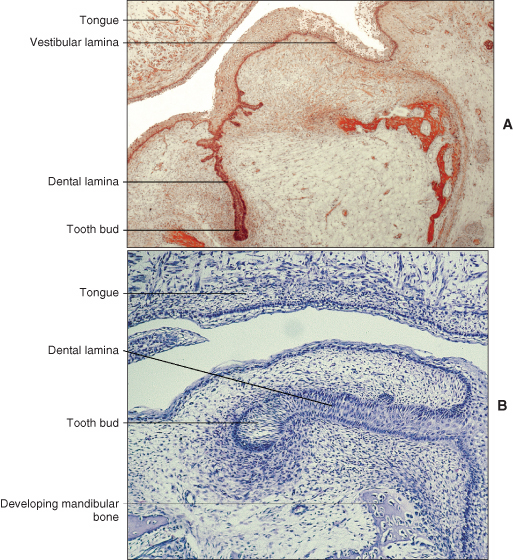 Tongue
Vestibular lamina
A
Dental lamina
Tooth bud
Tongue
Dental lamina
B
Tooth bud
Developing mandibular
bone